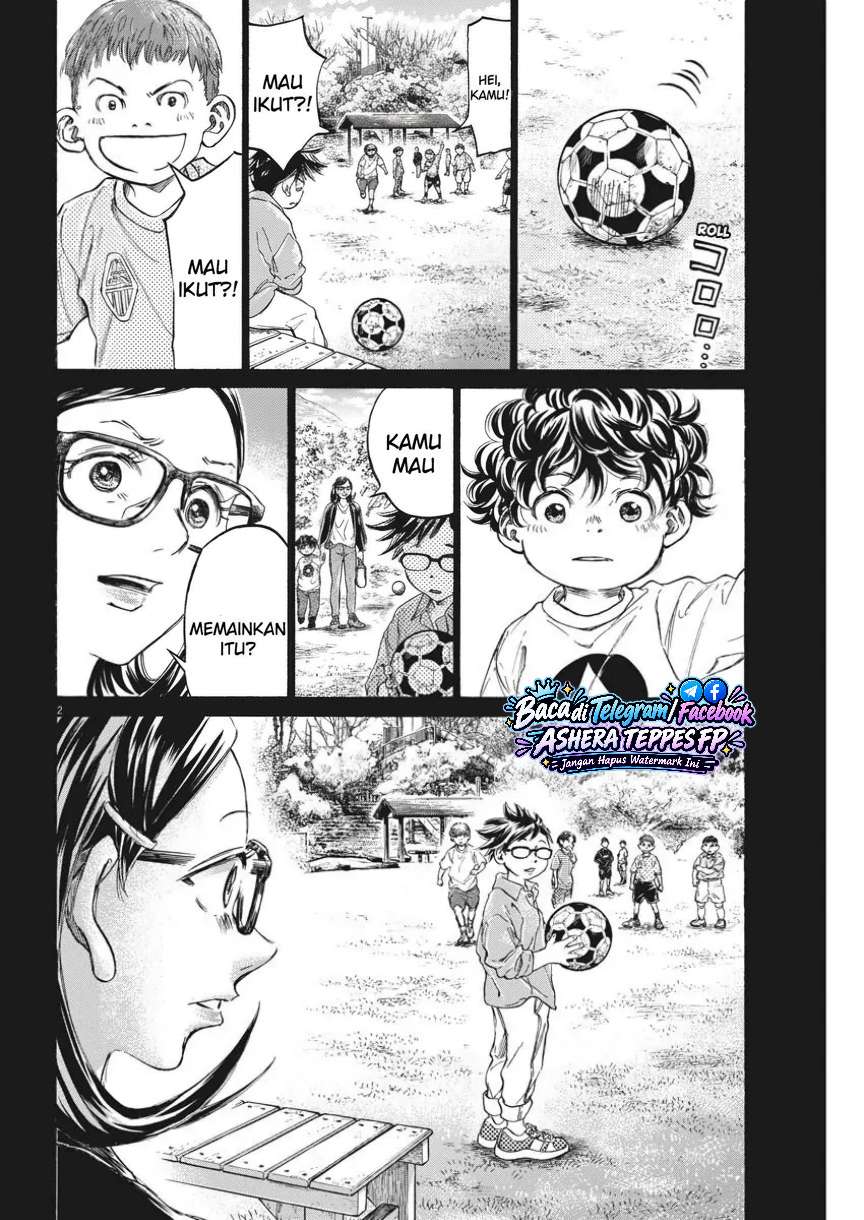 ROLL
コロロ...
HEI,
KAMU!
MAU
IKUT?!
MAU
IKUT?!
KAMU
MAU
MEMAINKAN
ITU?
2
Baca di Telegram/Facebook
ASHERA TEPPES FP
Jangan Hapus Watermark Ini